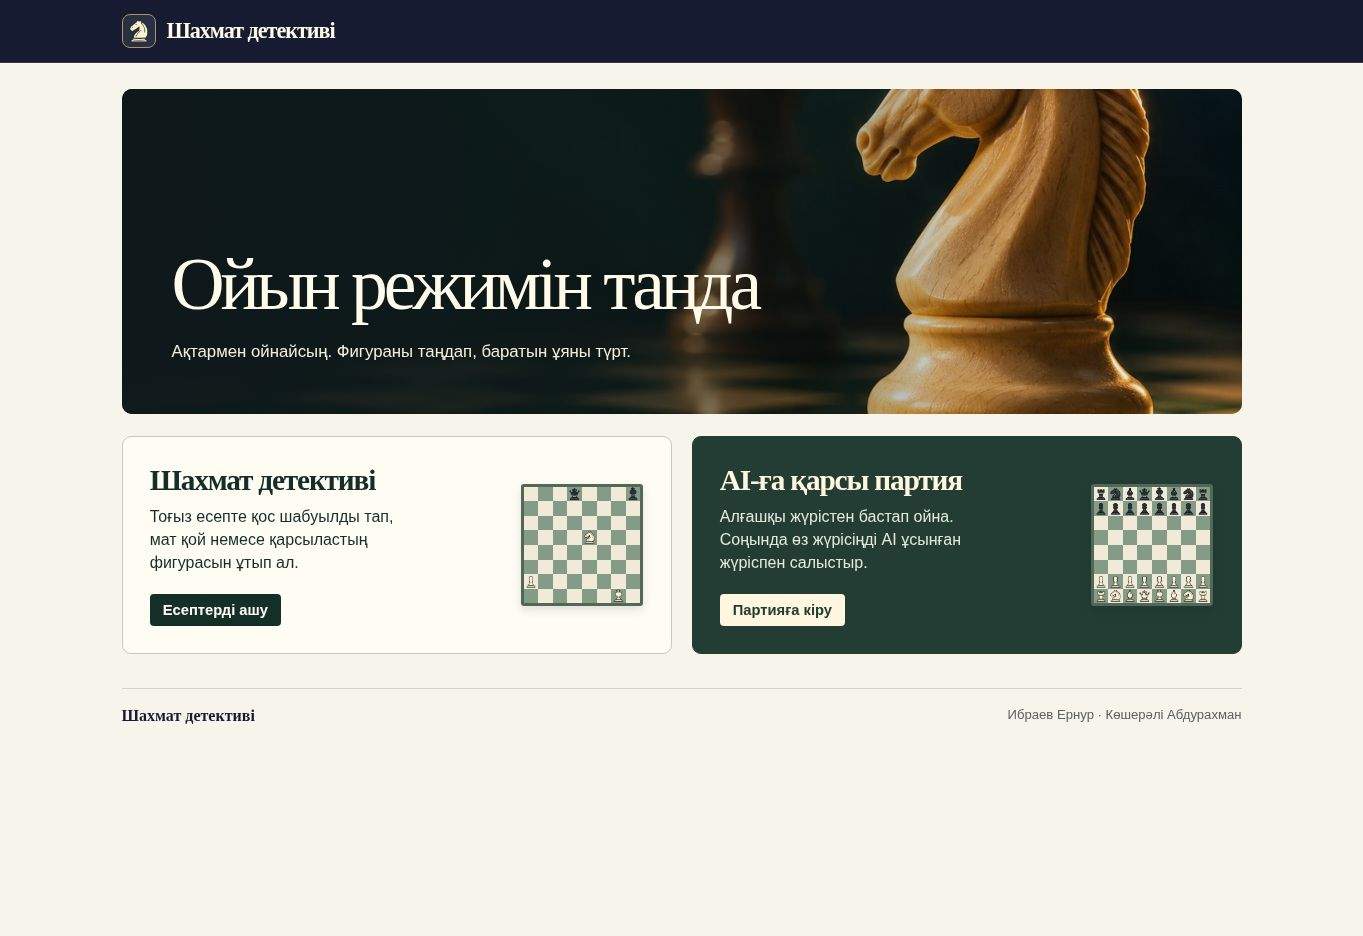 Шахмат детективі
Ойын режимін таңда
Ақтармен ойнайсың. Фигураны таңдап, баратын ұяны түрт.
Шахмат детективі
Тоғыз есепте қос шабуылды тап,
мат қой немесе қарсыластың
фигурасын ұтып ал.
Есептерді ашу
AI-ға қарсы партия
Алғашқы жүрістен бастап ойна.
Соңында өз жүрісіңді AI ұсынған
жүріспен салыстыр.
Партияға кіру
Шахмат детективі
Ибраев Ернур · Көшерәлі Абдурахман